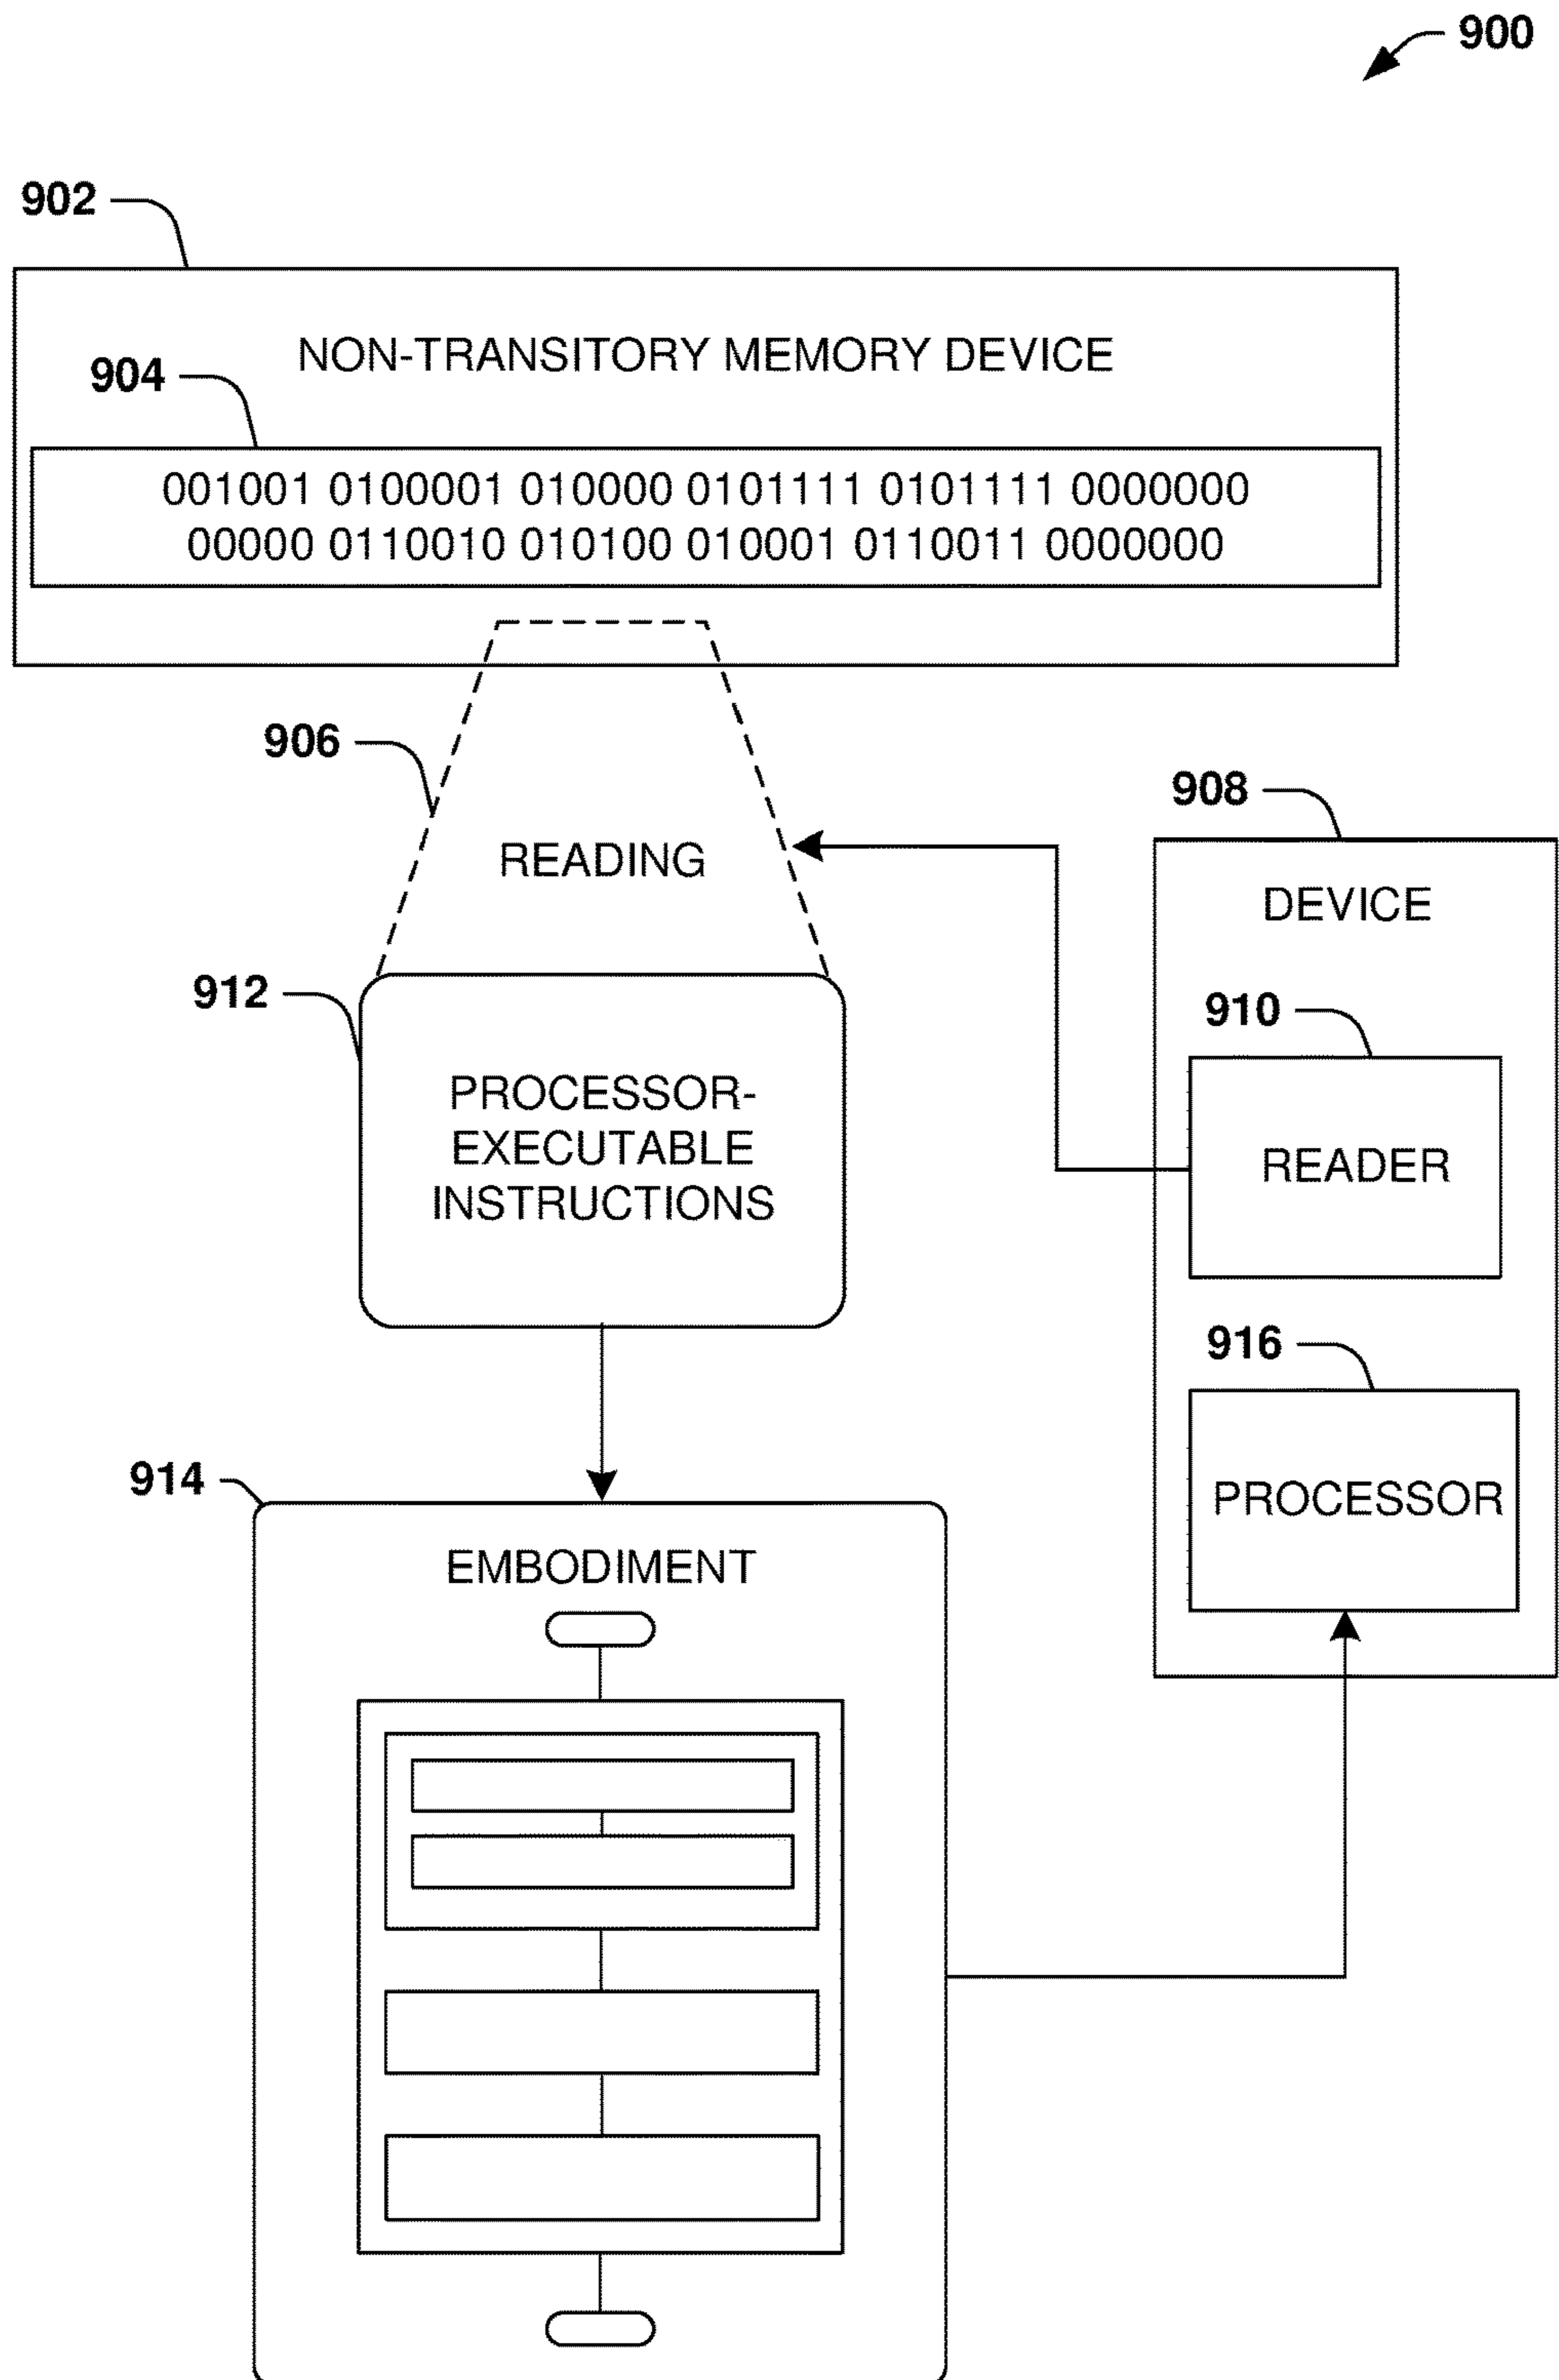 900
902
NON-TRANSITORY MEMORY DEVICE
904
001001 0100001 010000 0101111 0101111 0000000
00000 0110010 010100 010001 0110011 0000000
906
READING
908
DEVICE
910
READER
912
PROCESSOR-
EXECUTABLE
INSTRUCTIONS
916
PROCESSOR
914
EMBODIMENT